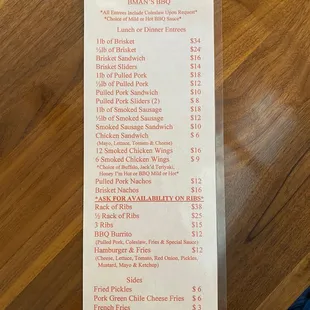 BMAN'S BBQ
*All Entrees include Coleslaw Upon Request*
*Choice of Mild or Hot BBQ Sauce*
Lunch or Dinner Entrees
1lb of Brisket $34
½lb of Brisket $24
Brisket Sandwich $16
Brisket Sliders $14
1lb of Pulled Pork $18
½lb of Pulled Pork $12
Pulled Pork Sandwich $10
Pulled Pork Sliders (2) $ 8
1lb of Smoked Sausage $18
½lb of Smoked Sausage $12
Smoked Sausage Sandwich $10
Chicken Sandwich $ 6
(Mayo, Lettuce, Tomato & Cheese)
12 Smoked Chicken Wings $16
6 Smoked Chicken Wings $ 9
*Choice of Buffalo, Jack'd Teriyaki,
Honey I'm Hot or BBQ Mild or Hot*
Pulled Pork Nachos $12
Brisket Nachos $16
*ASK FOR AVAILABILITY ON RIBS*
Rack of Ribs $38
½ Rack of Ribs $25
3 Ribs $15
BBQ Burrito $12
(Pulled Pork, Coleslaw, Fries & Special Sauce)
Hamburger & Fries $12
(Cheese, Lettuce, Tomato, Red Onion, Pickles,
Mustard, Mayo & Ketchup)
Sides
Fried Pickles $ 6
Pork Green Chile Cheese Fries $ 6
French Fries $ 3